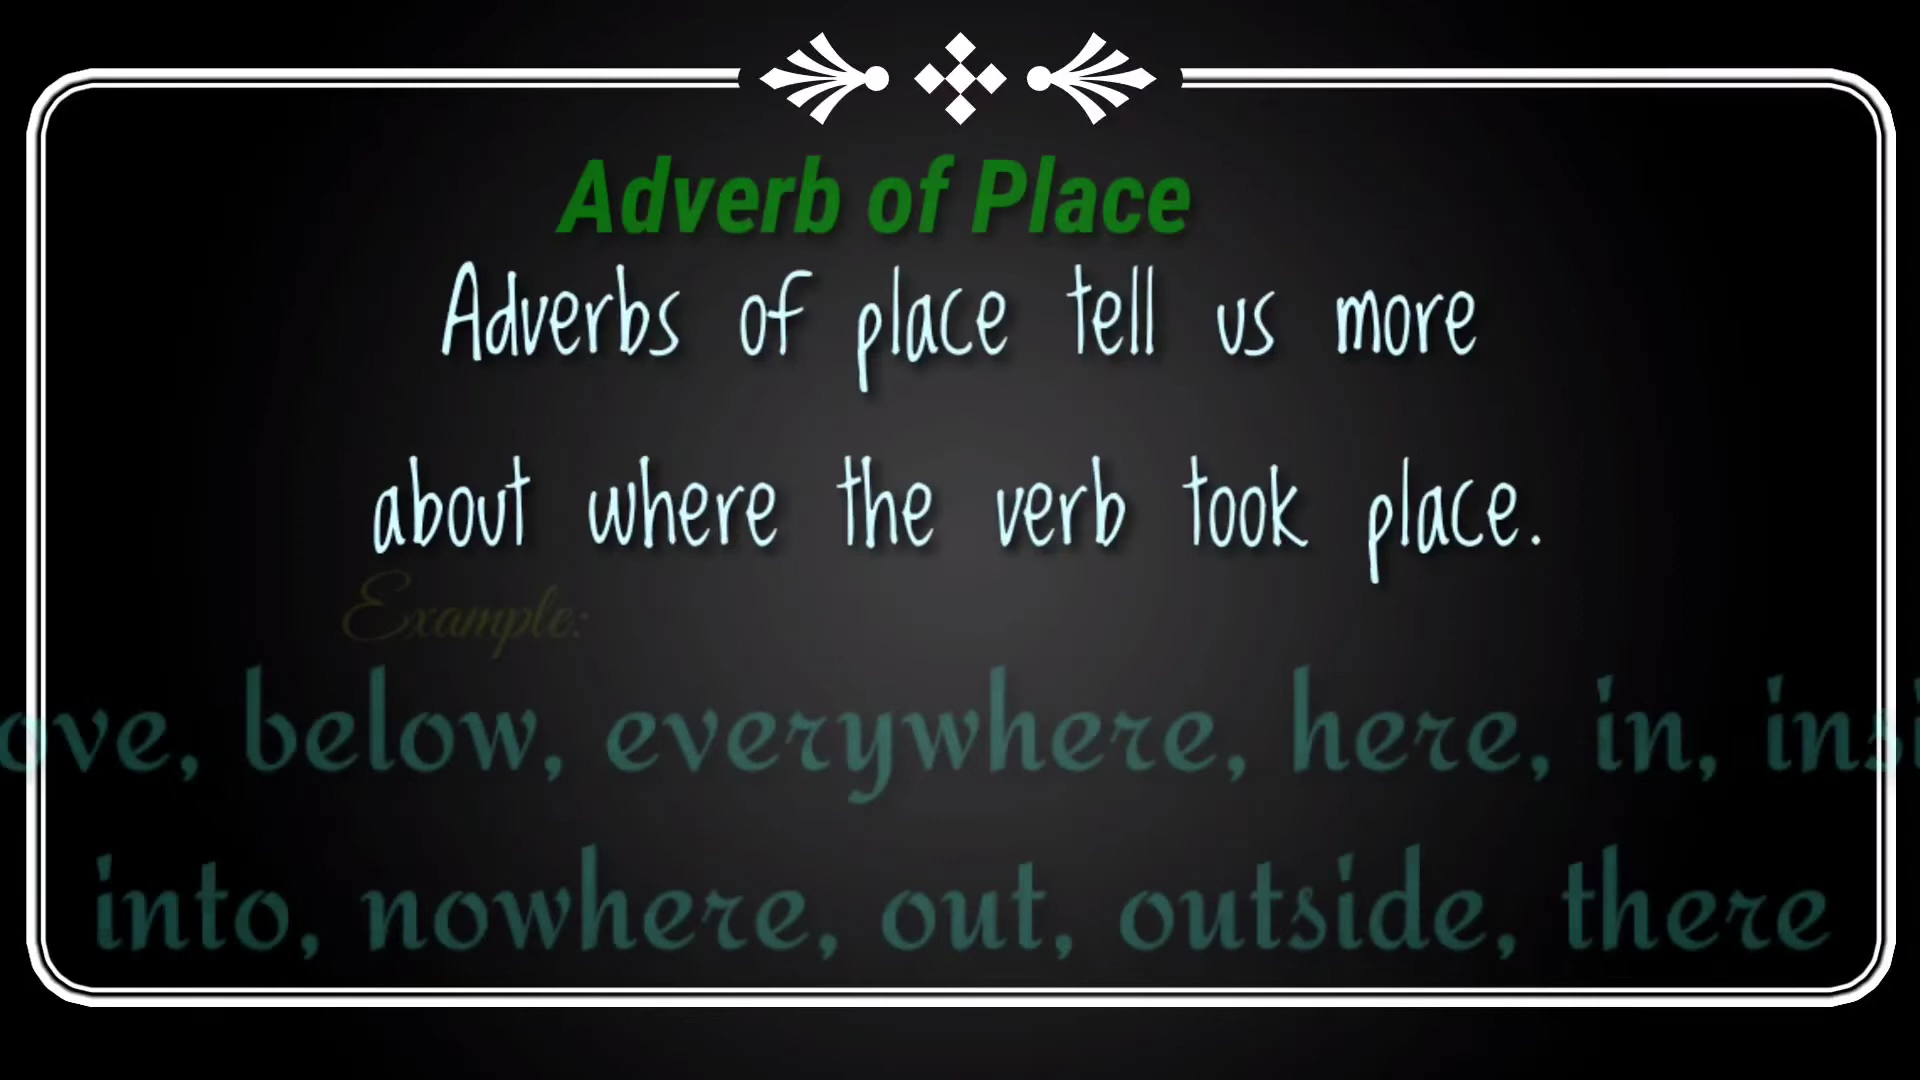 Adverb of Place
Adverbs of place tell us more
about where the verb took place.
Example:
ove, below, everywhere, here, in, insi
into, nowhere, out, outside, there